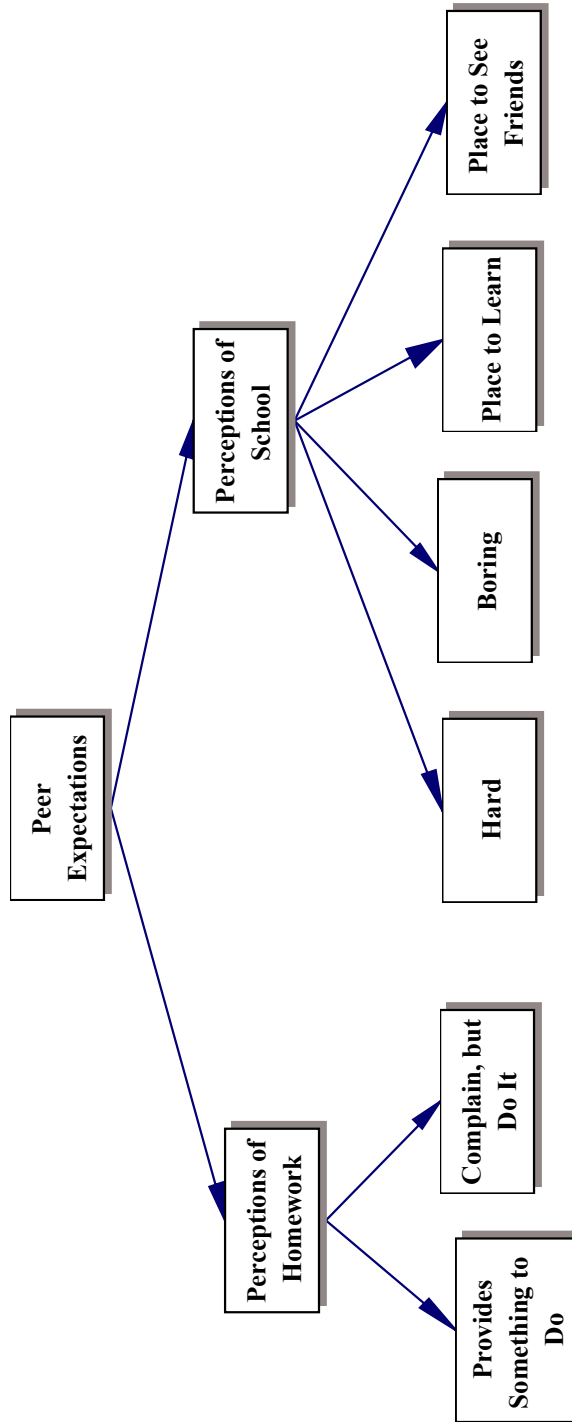 Peer
Expectations
Perceptions of
Homework
Perceptions of
School
Provides
Something to
Do
Complain, but
Do It
Hard
Boring
Place to Learn
Place to See
Friends